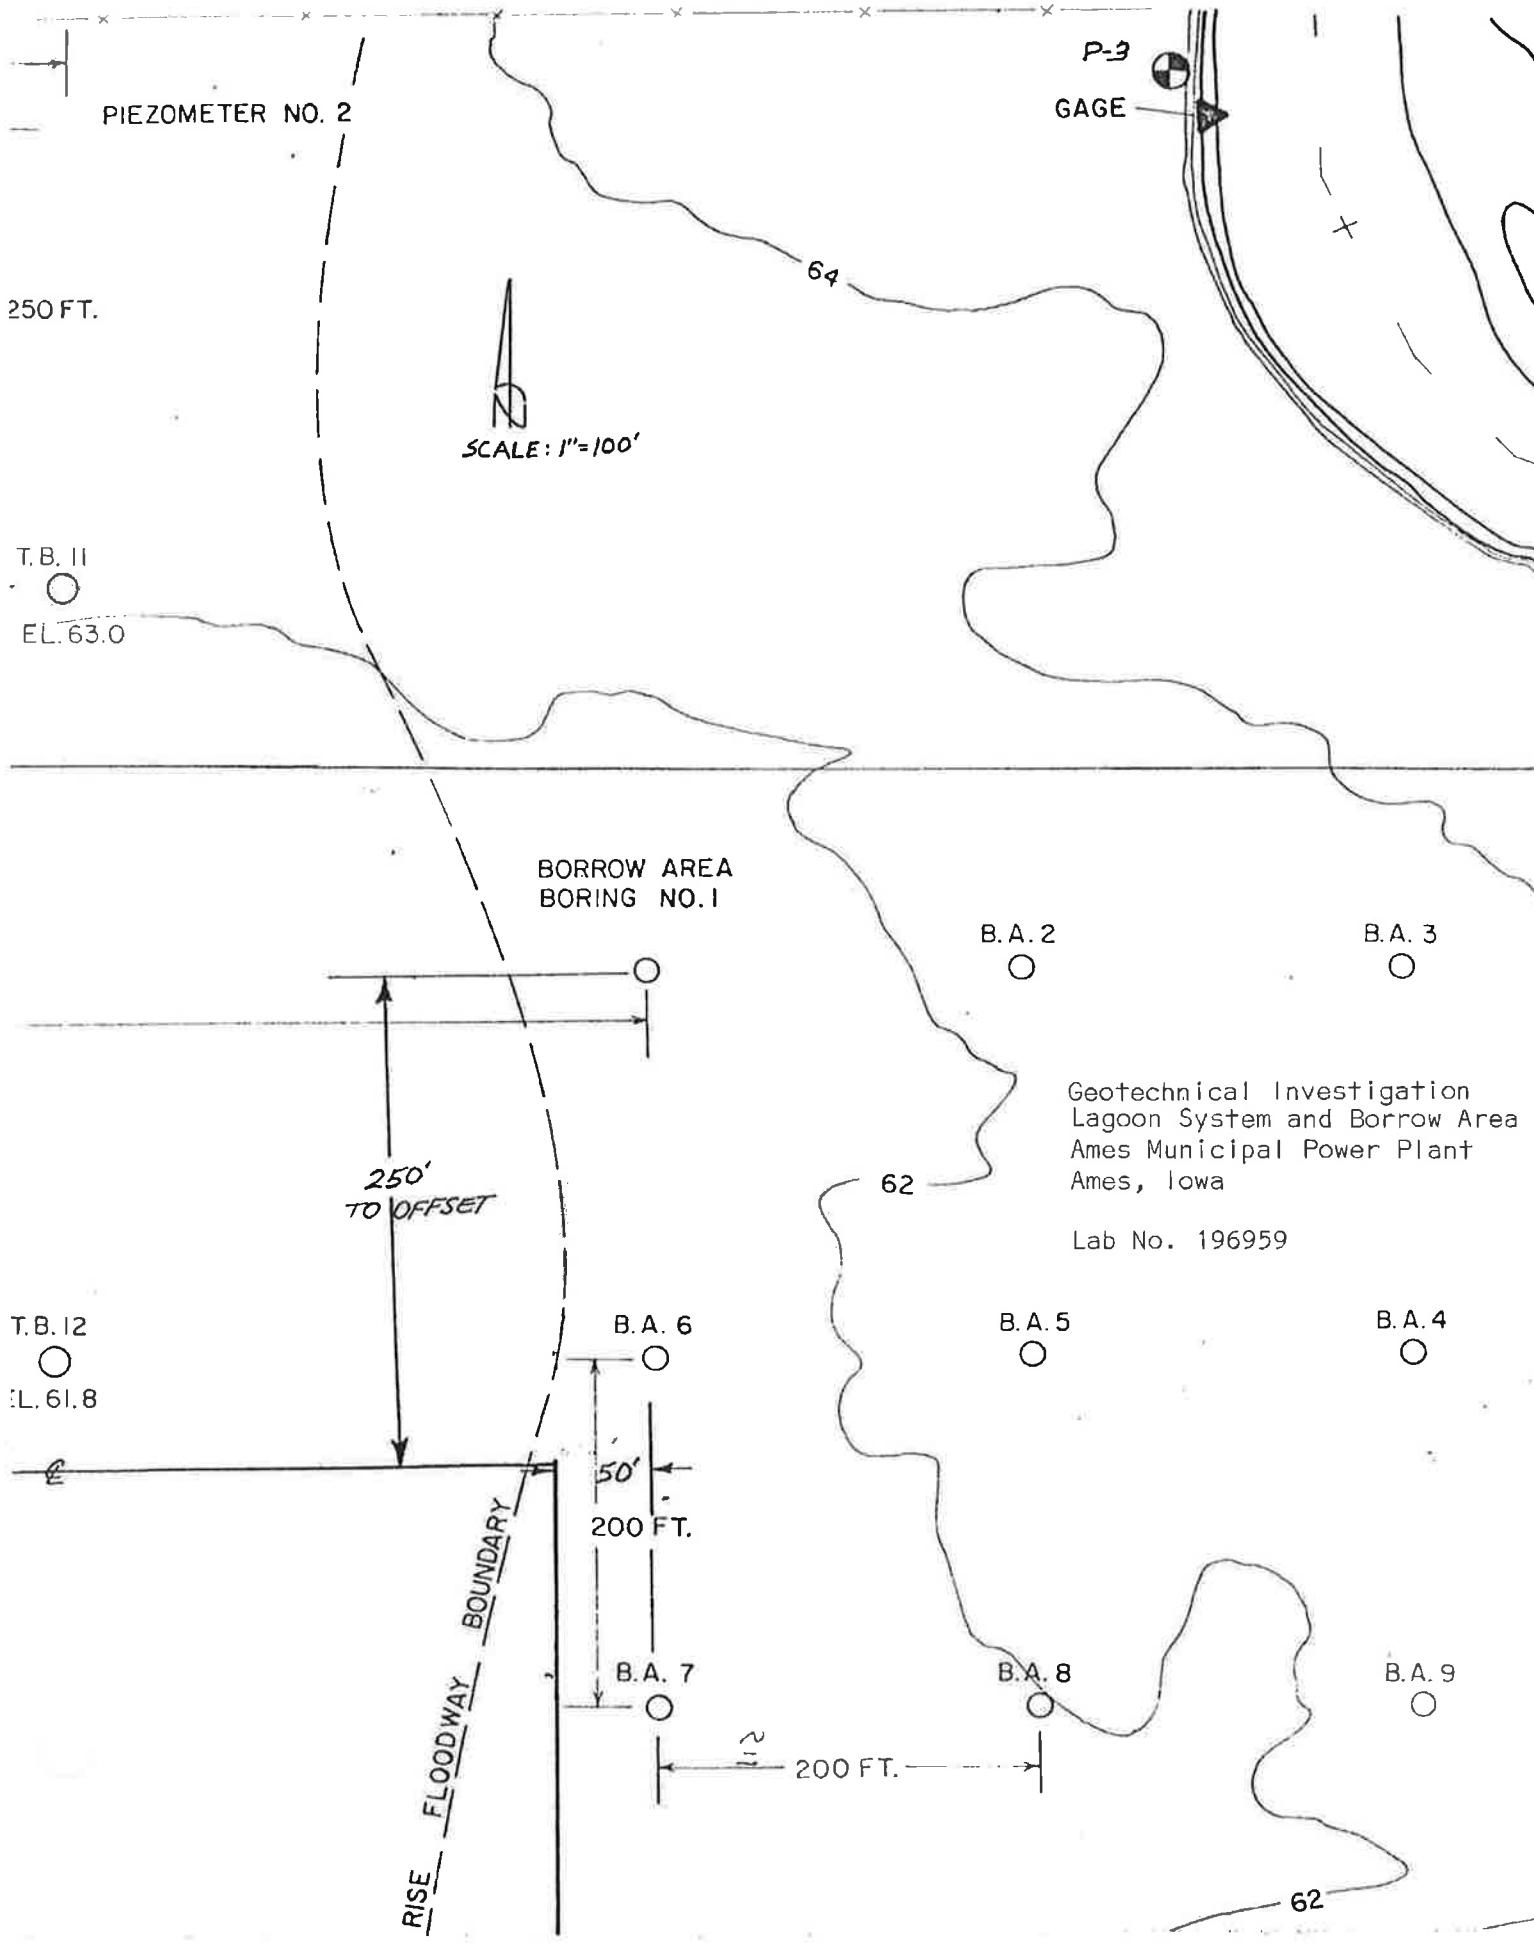 P-3
PIEZOMETER NO. 2
GAGE
64
250 FT.
N
SCALE: 1"=100'
T.B. 11
EL. 63.0
BORROW AREA
BORING NO. 1
B.A. 2
B.A. 3
Geotechnical Investigation
Lagoon System and Borrow Area
Ames Municipal Power Plant
Ames, Iowa
Lab No. 196959
250'
TO OFFSET
62
T.B. 12
EL. 61.8
B.A. 6
B.A. 5
B.A. 4
℄
50'
200 FT.
RISE FLOODWAY BOUNDARY
B.A. 7
B.A. 8
B.A. 9
≅
200 FT.
62